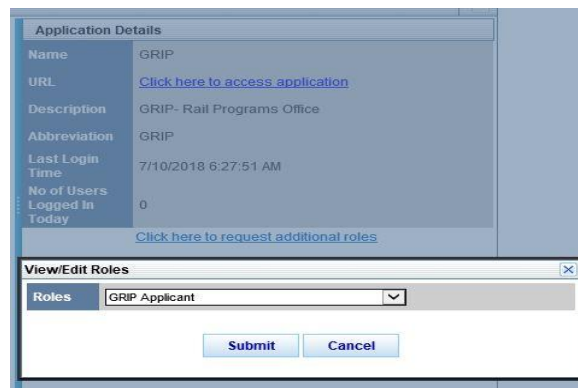 Application Details
Name GRIP
URL Click here to access application
Description GRIP- Rail Programs Office
Abbreviation GRIP
Last Login
Time 7/10/2018 6:27:51 AM
No of Users
Logged In
Today 0
Click here to request additional roles
View/Edit Roles
Roles GRIP Applicant
Submit Cancel